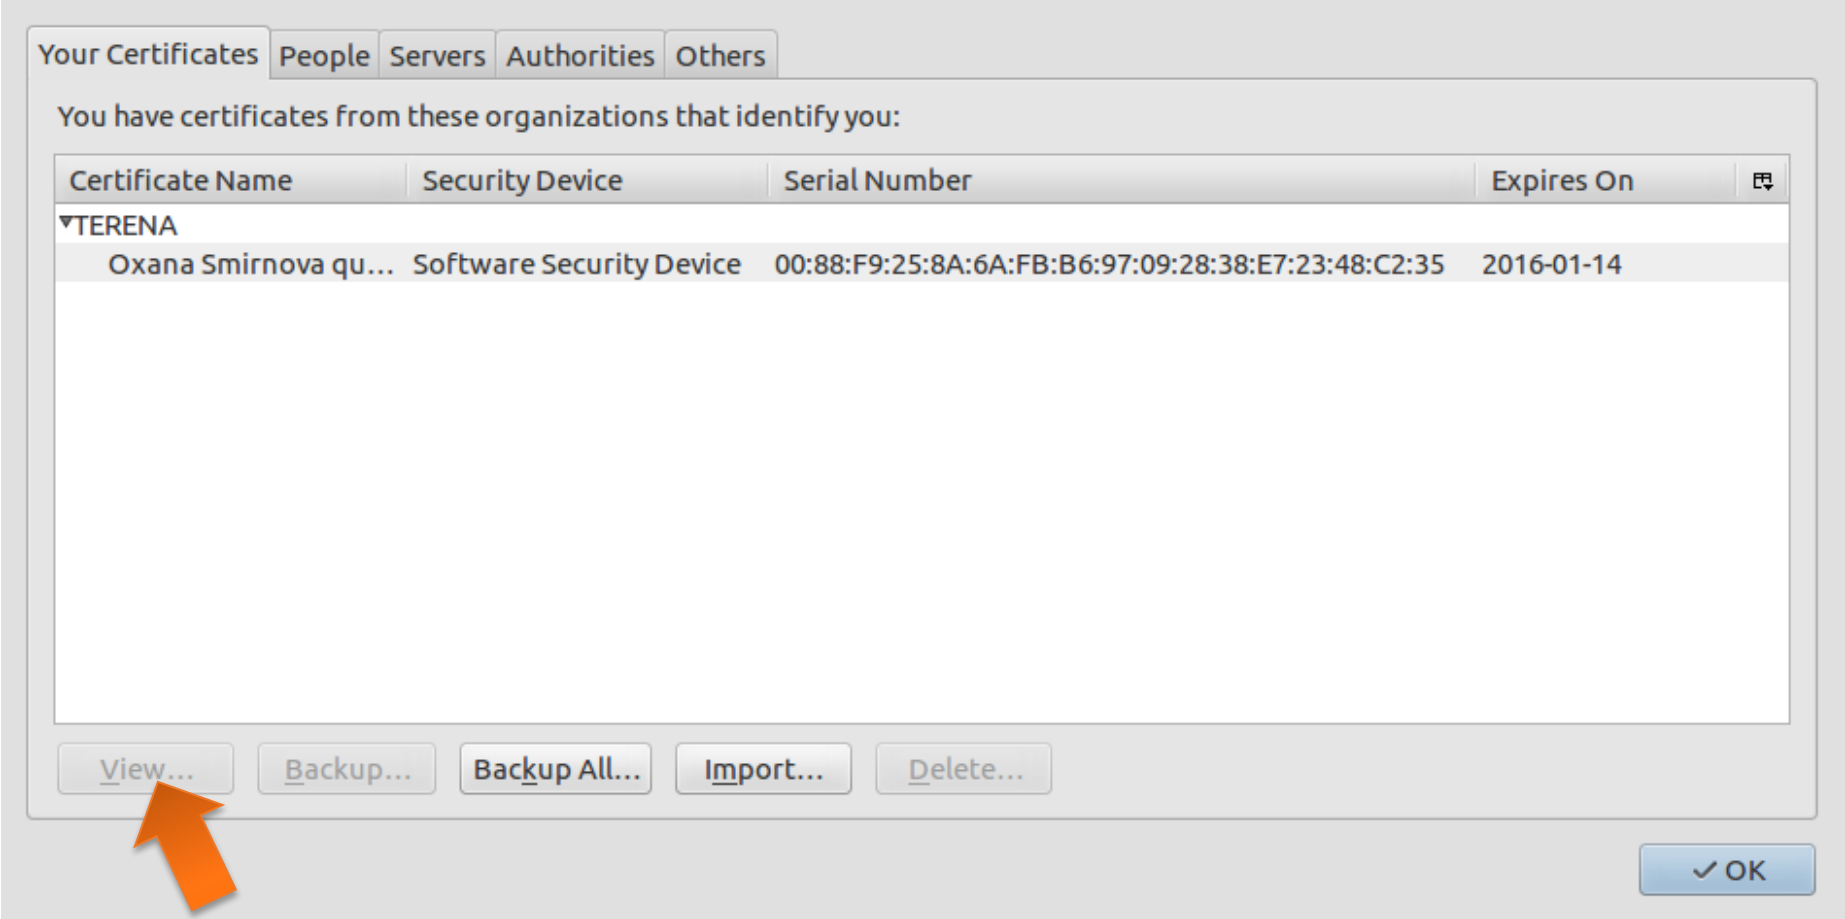 Your Certificates People Servers Authorities Others
You have certificates from these organizations that identify you:
Certificate Name Security Device Serial Number Expires On
TERENA
Oxana Smirnova qu... Software Security Device 00:88:F9:25:8A:6A:FB:B6:97:09:28:38:E7:23:48:C2:35 2016-01-14
View... Backup... Backup All... Import... Delete...
OK